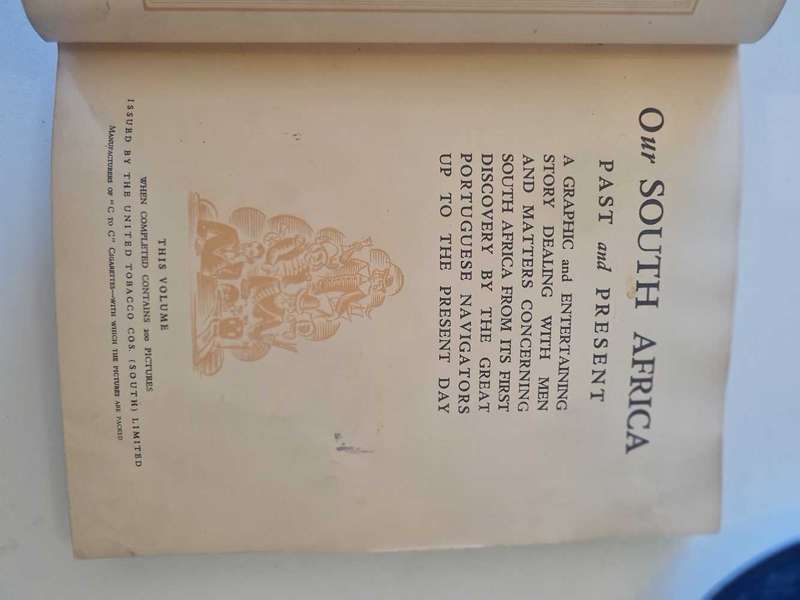 Our SOUTH AFRICA
PAST and PRESENT
A GRAPHIC and ENTERTAINING
STORY DEALING WITH MEN
AND MATTERS CONCERNING
SOUTH AFRICA FROM ITS FIRST
DISCOVERY BY THE GREAT
PORTUGUESE NAVIGATORS
UP TO THE PRESENT DAY
THIS VOLUME
WHEN COMPLETED CONTAINS 200 PICTURES
ISSUED BY THE UNITED TOBACCO COS. (SOUTH) LIMITED
MANUFACTURERS OF "C TO C" CIGARETTES—WITH WHICH THE PICTURES ARE PACKED